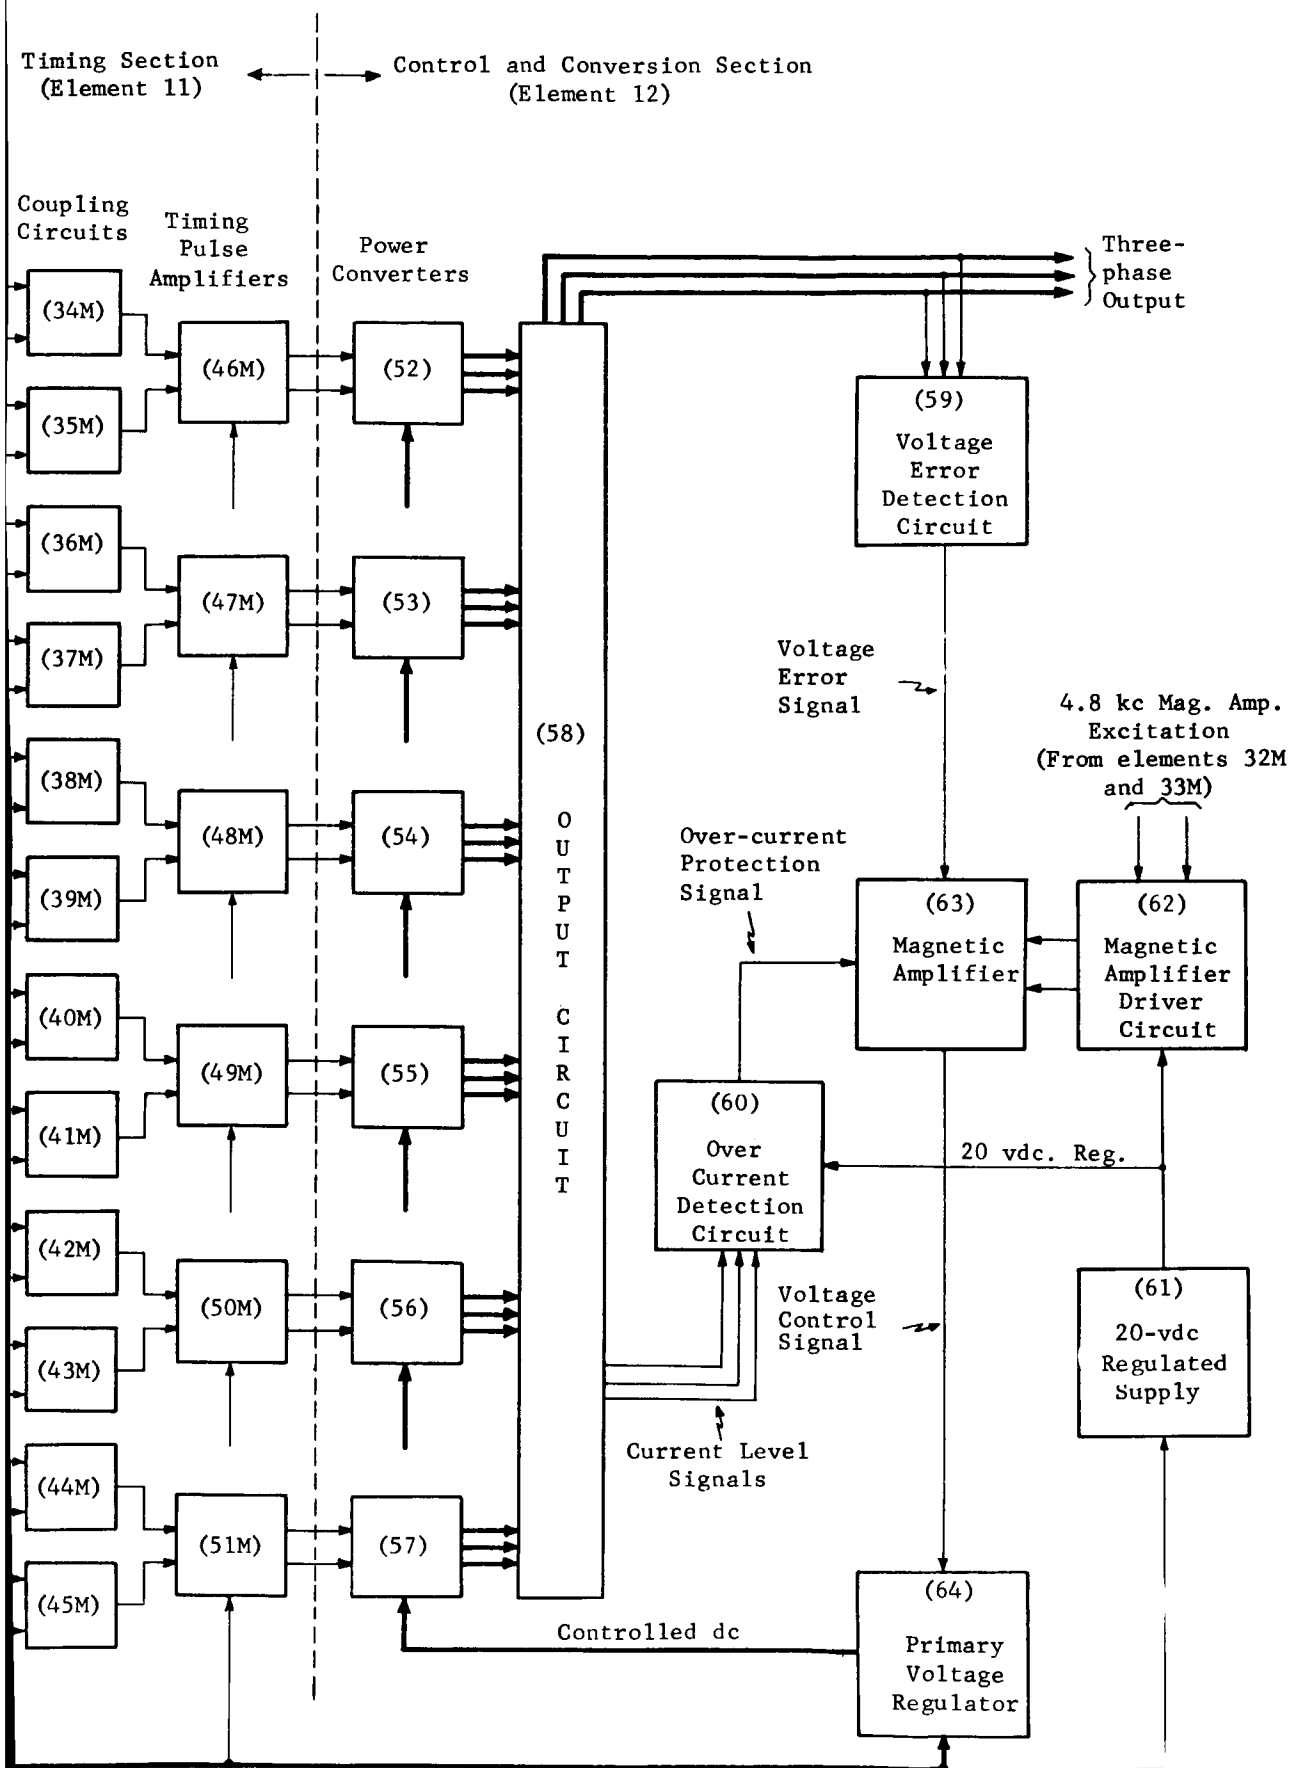 Timing Section
(Element 11)
Control and Conversion Section
(Element 12)
Coupling
Circuits
Timing
Pulse
Amplifiers
Power
Converters
Three-
phase
Output
(34M)
(35M)
(46M)
(52)
(36M)
(37M)
(47M)
(53)
(38M)
(39M)
(48M)
(54)
(40M)
(41M)
(49M)
(55)
(42M)
(43M)
(50M)
(56)
(44M)
(45M)
(51M)
(57)
(58)
OUTPUT CIRCUIT
(59)
Voltage
Error
Detection
Circuit
Voltage
Error
Signal
4.8 kc Mag. Amp.
Excitation
(From elements 32M
and 33M)
Over-current
Protection
Signal
(63)
Magnetic
Amplifier
(62)
Magnetic
Amplifier
Driver
Circuit
(60)
Over
Current
Detection
Circuit
20 vdc. Reg.
Voltage
Control
Signal
(61)
20-vdc
Regulated
Supply
Current Level
Signals
(64)
Primary
Voltage
Regulator
Controlled dc